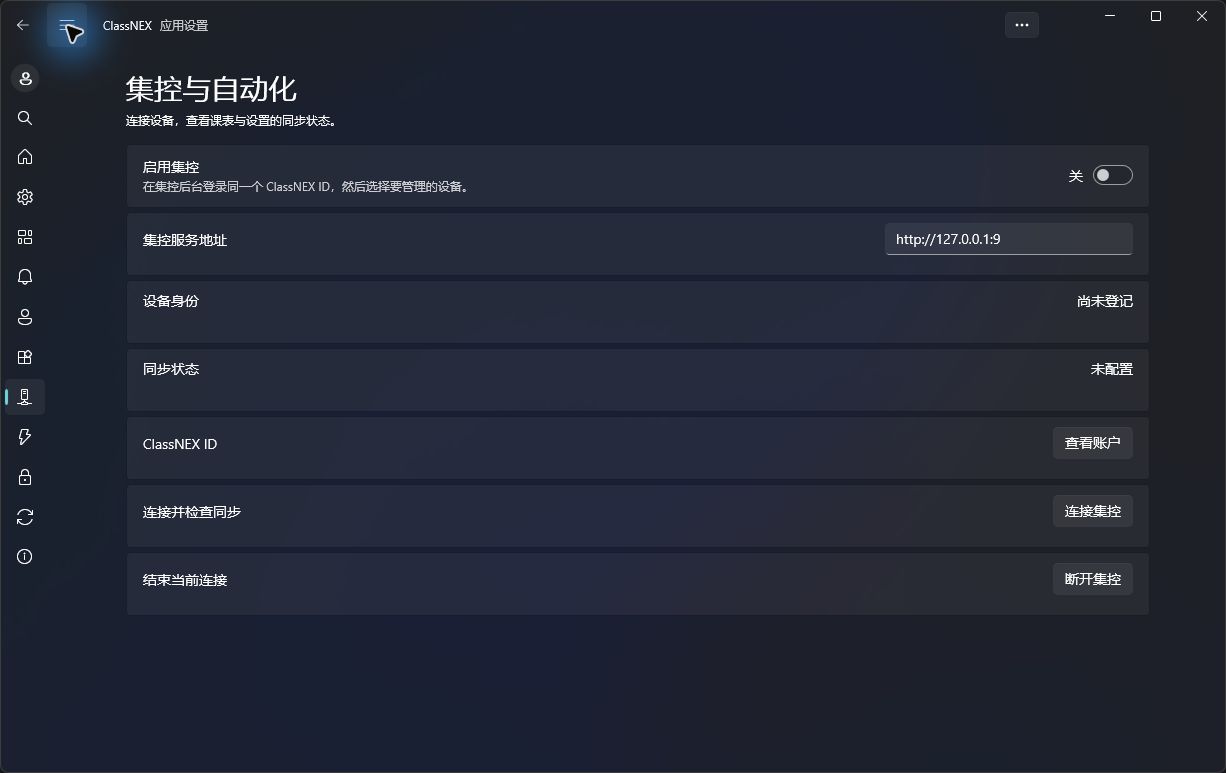 ClassNEX 应用设置
集控与自动化
连接设备，查看课表与设置的同步状态。
启用集控
在集控后台登录同一个 ClassNEX ID，然后选择要管理的设备。
关
集控服务地址
http://127.0.0.1:9
设备身份
尚未登记
同步状态
未配置
ClassNEX ID
查看账户
连接并检查同步
连接集控
结束当前连接
断开集控